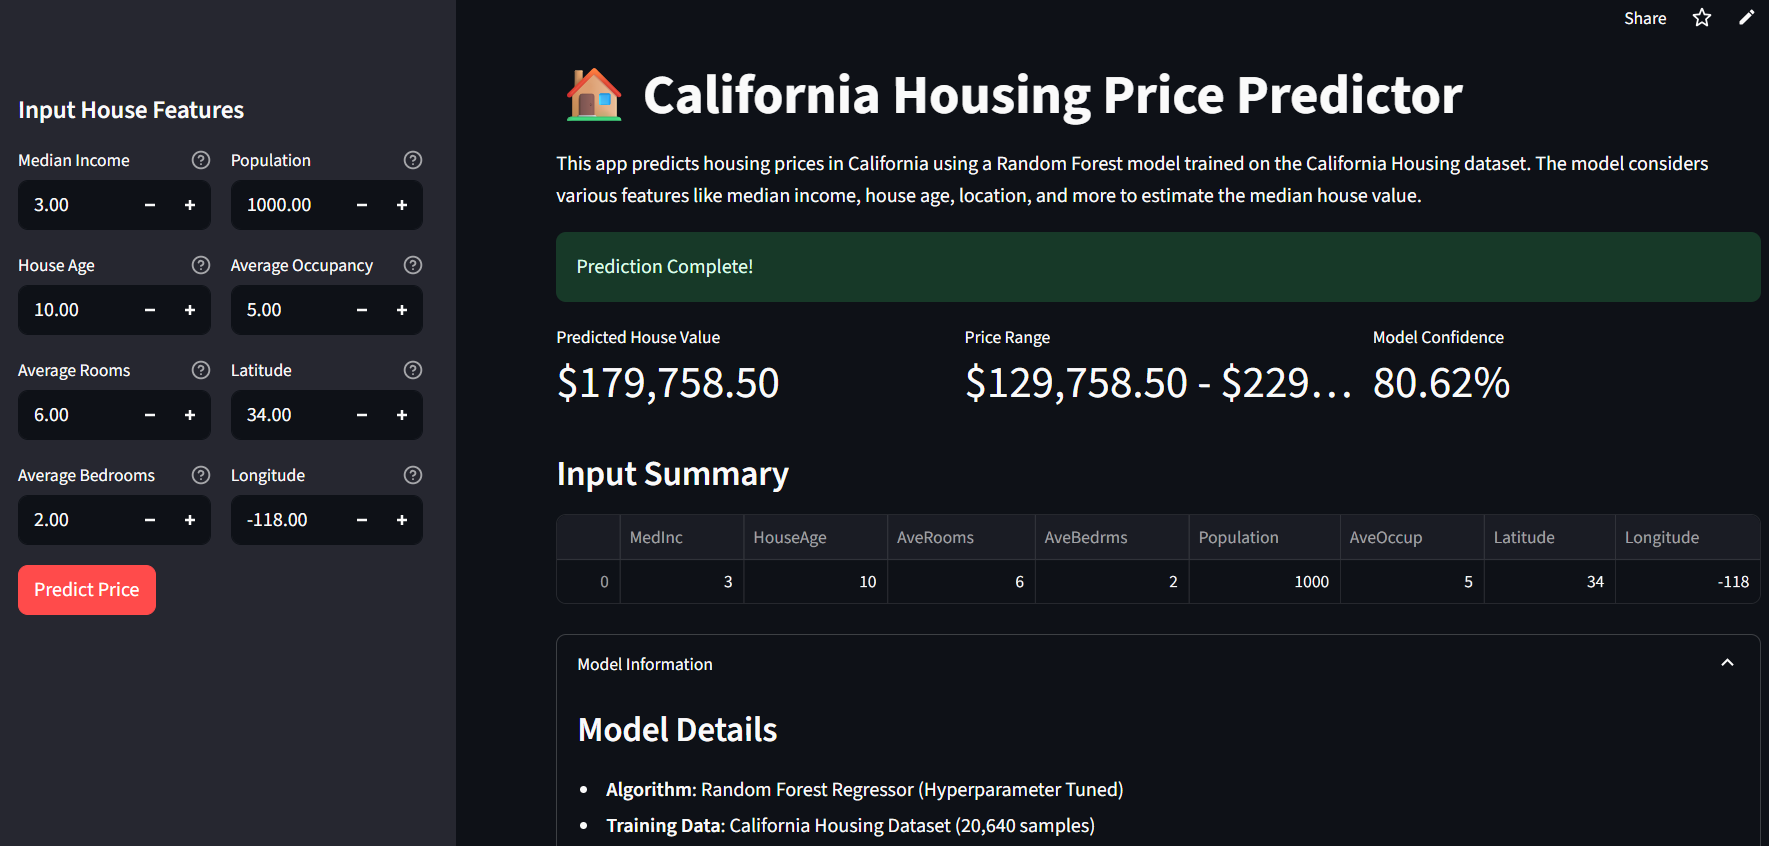 Share
Input House Features
Median Income
Population
3.00
1000.00
House Age
Average Occupancy
10.00
5.00
Average Rooms
Latitude
6.00
34.00
Average Bedrooms
Longitude
2.00
-118.00
Predict Price
California Housing Price Predictor
This app predicts housing prices in California using a Random Forest model trained on the California Housing dataset. The model considers
various features like median income, house age, location, and more to estimate the median house value.
Prediction Complete!
Predicted House Value
Price Range
Model Confidence
$179,758.50
$129,758.50 - $229...
80.62%
Input Summary
MedInc HouseAge AveRooms AveBedrms Population AveOccup Latitude Longitude
0 3 10 6 2 1000 5 34 -118
Model Information
Model Details
Algorithm: Random Forest Regressor (Hyperparameter Tuned)
Training Data: California Housing Dataset (20,640 samples)